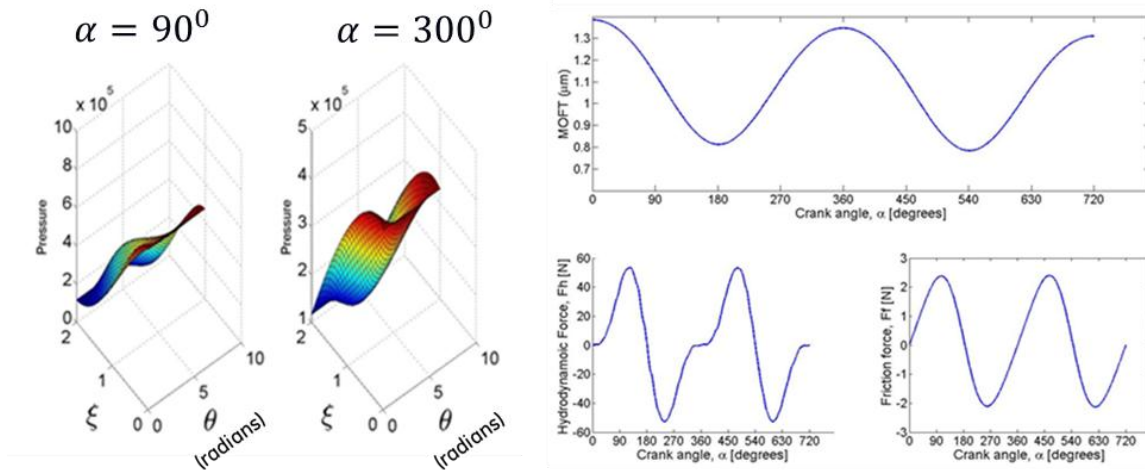 α = 90⁰
x 10⁵
10
8
6
4
2
0
Pressure
2
1
0
ξ
0
5
10
θ
(radians)
α = 300⁰
x 10⁵
5
4
3
2
1
Pressure
2
1
0
ξ
0
5
10
θ
(radians)
1.3
1.2
1.1
1
0.9
0.8
0.7
MOFT (μm)
0 90 180 270 360 450 540 630 720
Crank angle, α [degrees]
60
40
20
0
-20
-40
-60
Hydrodynamoic Force, Fh [N]
0 90 180 270 360 450 540 630 720
Crank angle, α [degrees]
3
2
1
0
-1
-2
-3
Friction force, Ff [N]
0 90 180 270 360 450 540 630 720
Crank angle, α [degrees]